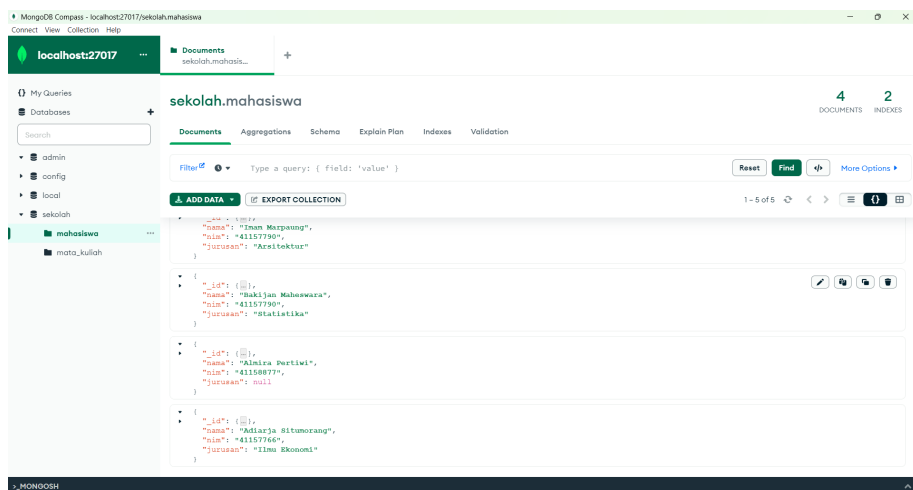 MongoDB Compass - localhost:27017/sekolah.mahasiswa
Connect View Collection Help
localhost:27017 ...
Documents
sekolah.mahasis...
+
{} My Queries
Databases +
Search
admin
config
local
sekolah
mahasiswa ...
mata_kuliah
sekolah.mahasiswa
4
DOCUMENTS
2
INDEXES
Documents Aggregations Schema Explain Plan Indexes Validation
Filter Type a query: { field: 'value' } Reset Find </> More Options
ADD DATA EXPORT COLLECTION 1 – 5 of 5 {}
"_id": {...},
"nama": "Imam Marpaung",
"nim": "41157790",
"jurusan": "Arsitektur"
}
{
"_id": {...},
"nama": "Bakijan Maheswara",
"nim": "41157790",
"jurusan": "Statistika"
}
{
"_id": {...},
"nama": "Almira Pertiwi",
"nim": "41158877",
"jurusan": null
}
{
"_id": {...},
"nama": "Adiarja Situmorang",
"nim": "41157766",
"jurusan": "Ilmu Ekonomi"
}
>_MONGOSH